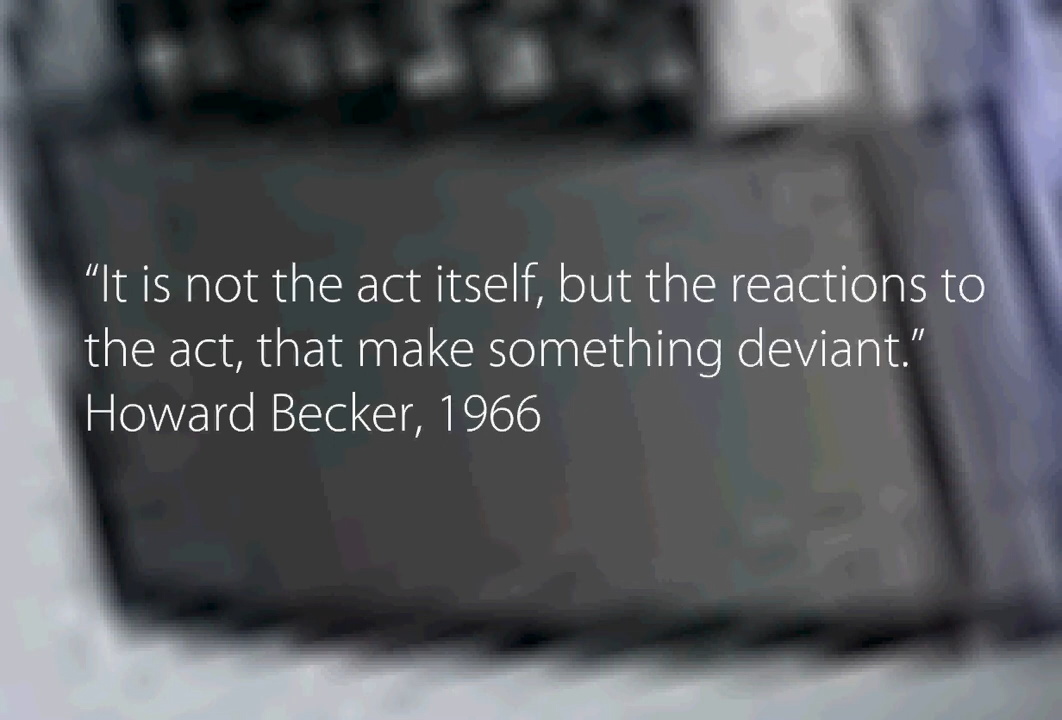 “It is not the act itself, but the reactions to
the act, that make something deviant.”
Howard Becker, 1966